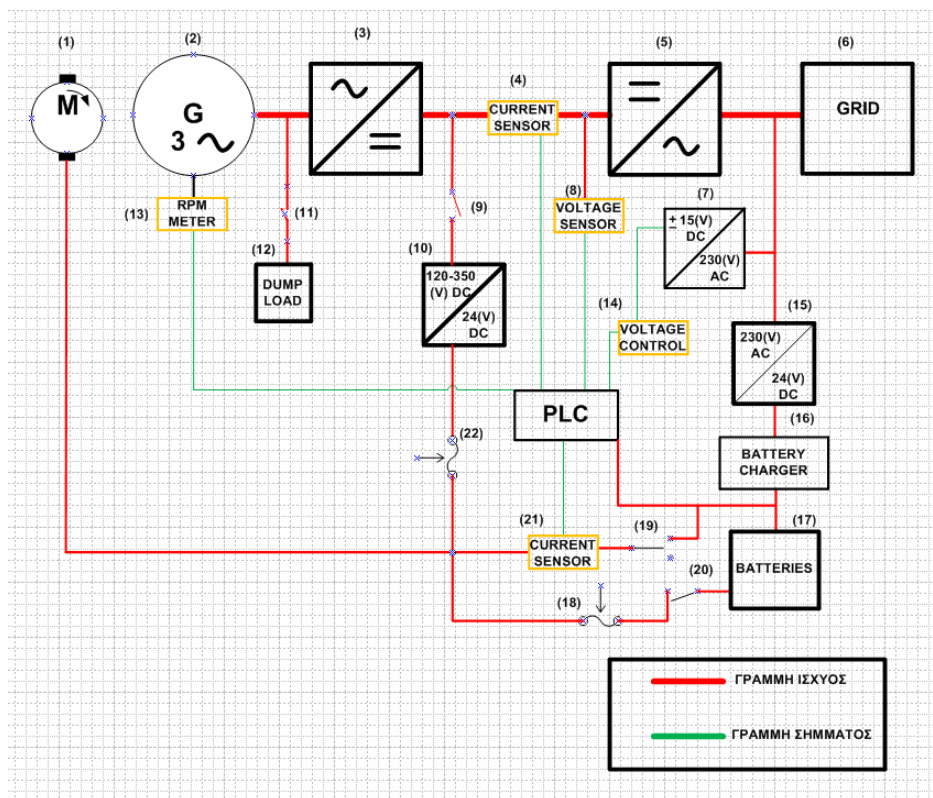 (1)
(2)
(3)
(4)
(5)
(6)
M
G
3
CURRENT
SENSOR
GRID
(13)
RPM
METER
(11)
(12)
DUMP
LOAD
(9)
(10)
120-350
(V) DC
24(V)
DC
(8)
VOLTAGE
SENSOR
(7)
± 15(V)
DC
230(V)
AC
(14)
VOLTAGE
CONTROL
(15)
230(V)
AC
24(V)
DC
PLC
(16)
BATTERY
CHARGER
(22)
(21)
CURRENT
SENSOR
(19)
(17)
BATTERIES
(20)
(18)
ΓΡΑΜΜΗ ΙΣΧΥΟΣ
ΓΡΑΜΜΗ ΣΗΜΜΑΤΟΣ